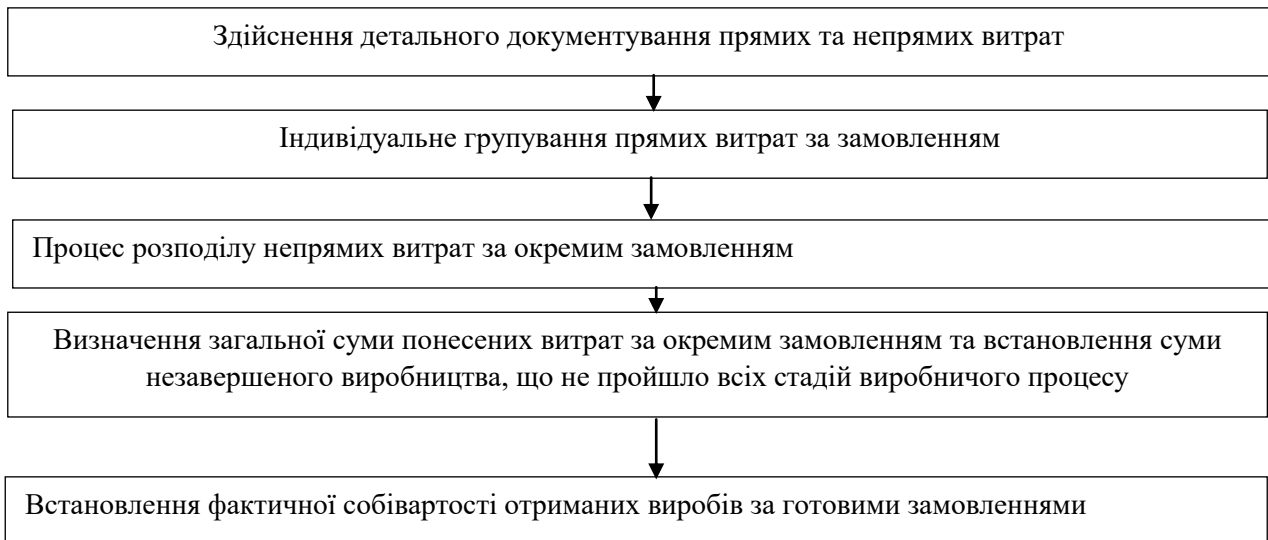 Здійснення детального документування прямих та непрямих витрат
Індивідуальне групування прямих витрат за замовленням
Процес розподілу непрямих витрат за окремим замовленням
Визначення загальної суми понесених витрат за окремим замовленням та встановлення суми
незавершеного виробництва, що не пройшло всіх стадій виробничого процесу
Встановлення фактичної собівартості отриманих виробів за готовими замовленнями